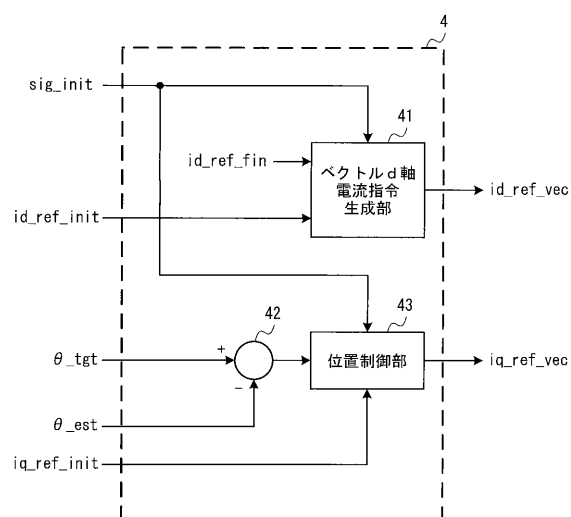 4
sig_init
41
id_ref_fin
ベクトルd軸
電流指令
生成部
id_ref_vec
id_ref_init
42
43
θ_tgt
+
位置制御部
iq_ref_vec
−
θ_est
iq_ref_init